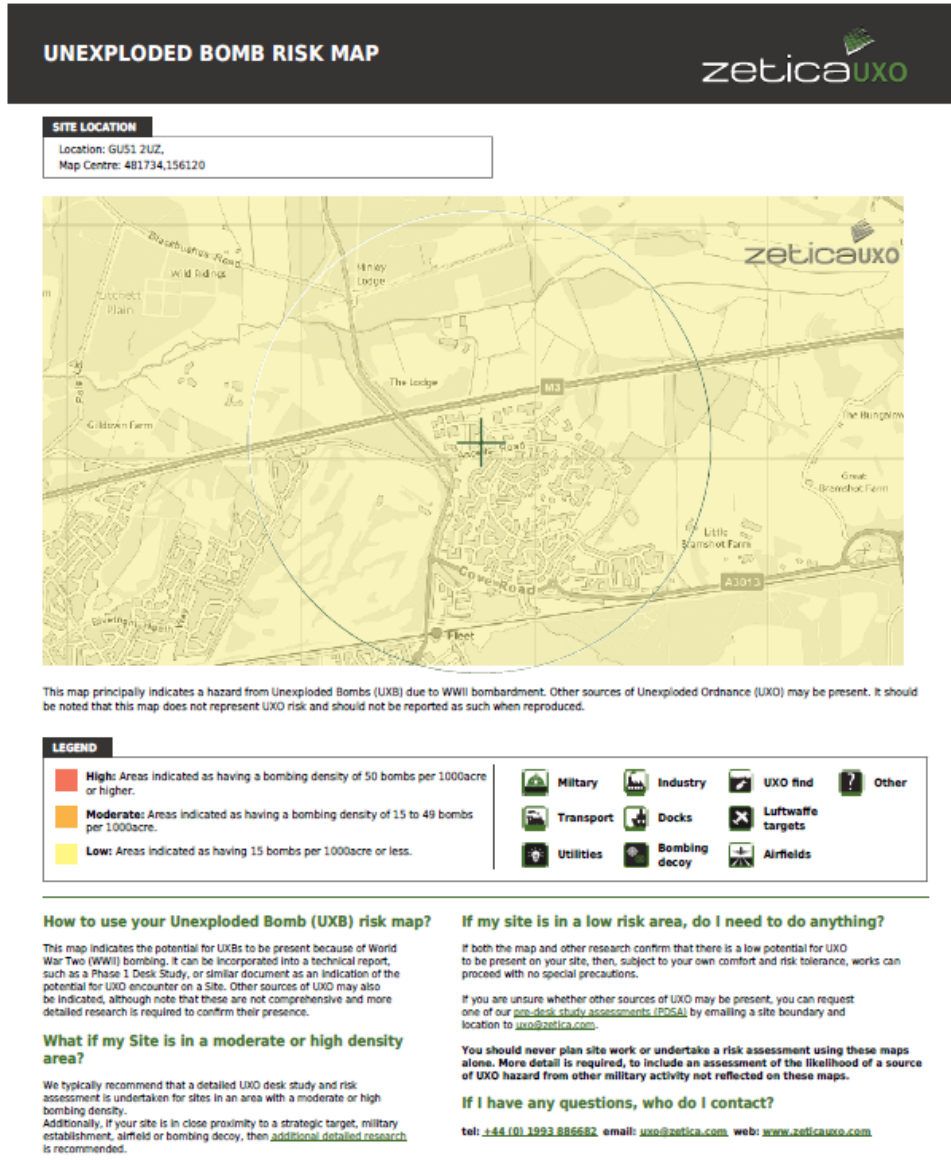 UNEXPLODED BOMB RISK MAP
zeticauxo
SITE LOCATION
Location: GU51 2UZ,
Map Centre: 481734,156120
zeticauxo
Blackbushe Road
Wild Ridings
Minley
Lodge
Plain
The Lodge
M3
Gilldown Farm
Great
Bramshot Farm
Little
Bramshot Farm
Cove Road
A3013
Fleet
This map principally indicates a hazard from Unexploded Bombs (UXB) due to WWII bombardment. Other sources of Unexploded Ordnance (UXO) may be present. It should
be noted that this map does not represent UXO risk and should not be reported as such when reproduced.
LEGEND
High: Areas indicated as having a bombing density of 50 bombs per 1000acre
or higher.
Moderate: Areas indicated as having a bombing density of 15 to 49 bombs
per 1000acre.
Low: Areas indicated as having 15 bombs per 1000acre or less.
Military
Industry
UXO find
Other
Transport
Docks
Luftwaffe
targets
Utilities
Bombing
decoy
Airfields
How to use your Unexploded Bomb (UXB) risk map?
This map indicates the potential for UXBs to be present because of World
War Two (WWII) bombing. It can be incorporated into a technical report,
such as a Phase 1 Desk Study, or similar document as an indication of the
potential for UXO encounter on a Site. Other sources of UXO may also
be indicated, although note that these are not comprehensive and more
detailed research is required to confirm their presence.
What if my Site is in a moderate or high density
area?
We typically recommend that a detailed UXO desk study and risk
assessment is undertaken for sites in an area with a moderate or high
bombing density.
Additionally, if your site is in close proximity to a strategic target, military
establishment, airfield or bombing decoy, then additional detailed research
is recommended.
If my site is in a low risk area, do I need to do anything?
If both the map and other research confirm that there is a low potential for UXO
to be present on your site, then, subject to your own comfort and risk tolerance, works can
proceed with no special precautions.
If you are unsure whether other sources of UXO may be present, you can request
one of our pre-desk study assessments (PDSA) by emailing a site boundary and
location to uxo@zetica.com.
You should never plan site work or undertake a risk assessment using these maps
alone. More detail is required, to include an assessment of the likelihood of a source
of UXO hazard from other military activity not reflected on these maps.
If I have any questions, who do I contact?
tel: +44 (0) 1993 886682 email: uxo@zetica.com web: www.zeticauxo.com